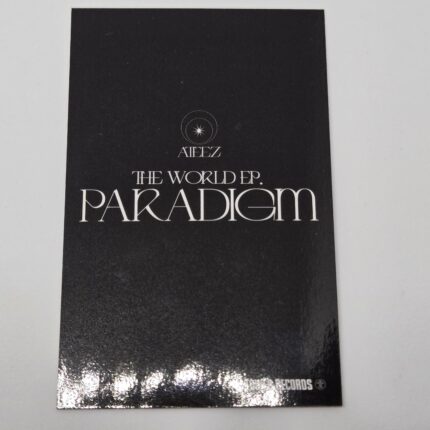 ATEEZ
THE WORLD EP.
PARADIGM
RECORDS